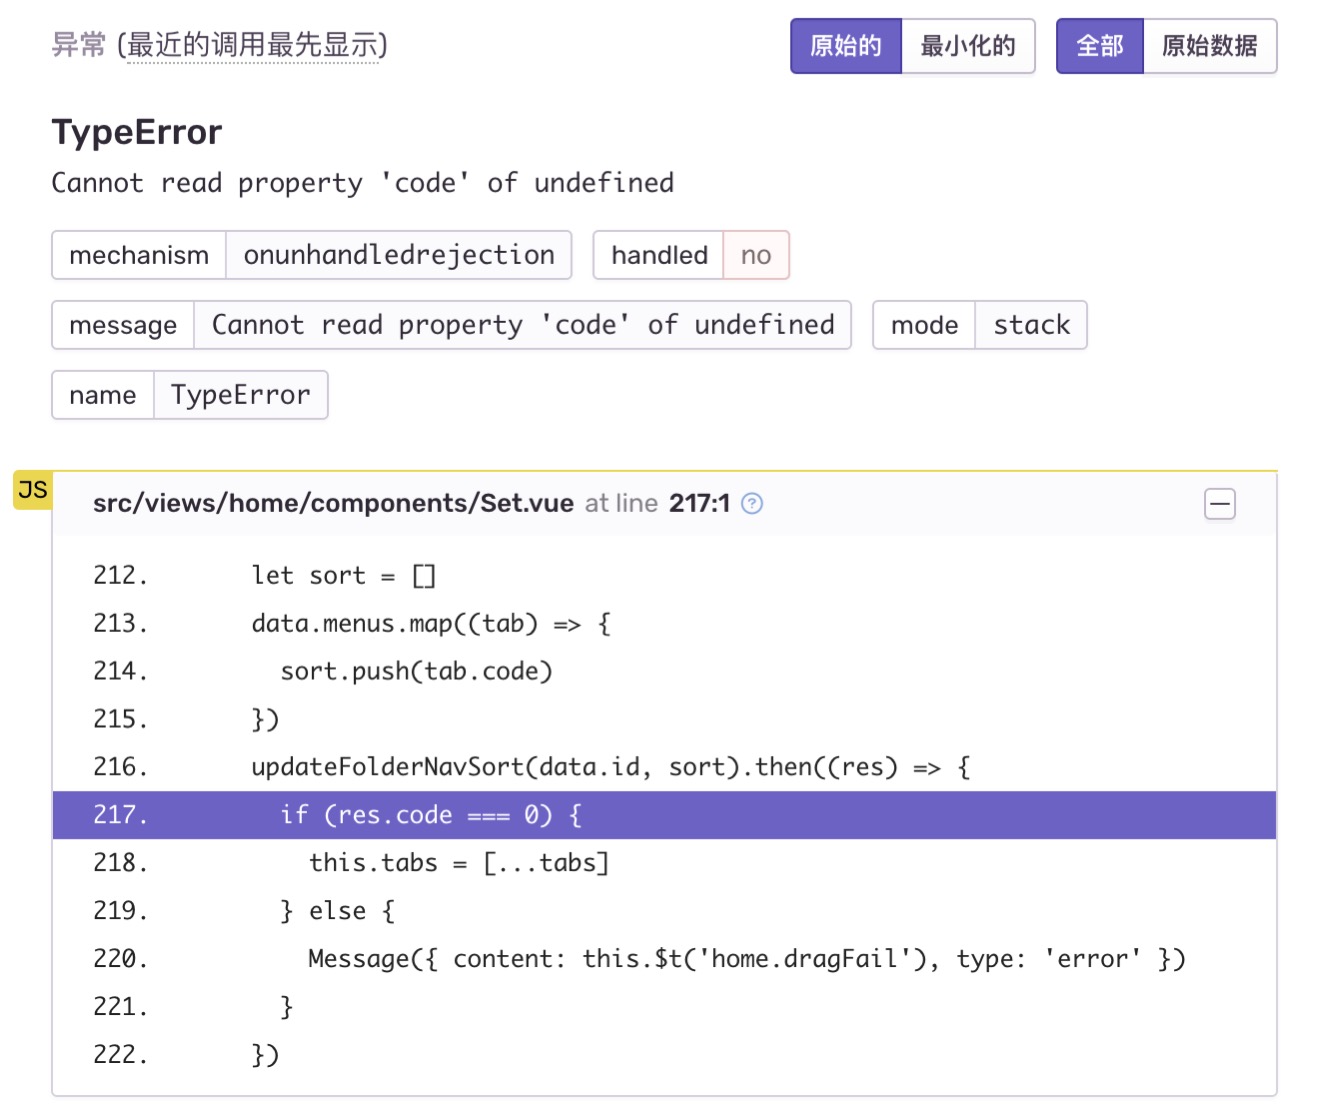 异常 (最近的调用最先显示) 原始的 最小化的 全部 原始数据
TypeError
Cannot read property 'code' of undefined
mechanism onunhandledrejection handled no
message Cannot read property 'code' of undefined mode stack
name TypeError
JS src/views/home/components/Set.vue at line 217:1 ?
212. let sort = []
213. data.menus.map((tab) => {
214. sort.push(tab.code)
215. })
216. updateFolderNavSort(data.id, sort).then((res) => {
217. if (res.code === 0) {
218. this.tabs = [...tabs]
219. } else {
220. Message({ content: this.$t('home.dragFail'), type: 'error' })
221. }
222. })